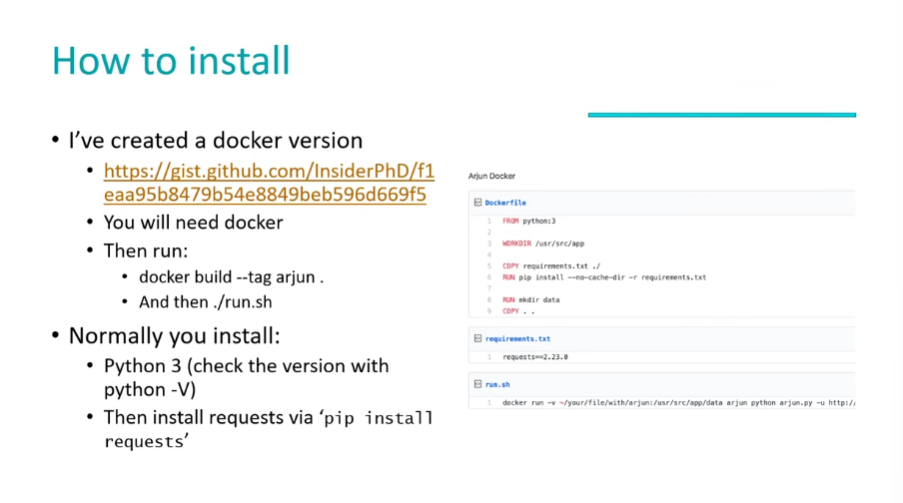 How to install
• I've created a docker version
• https://gist.github.com/InsiderPhD/f1
eaa95b8479b54e8849beb596d669f5
• You will need docker
• Then run:
• docker build --tag arjun .
• And then ./run.sh
• Normally you install:
• Python 3 (check the version with
python -V)
• Then install requests via ‘pip install
requests’
Arjun Docker
Dockerfile
1 FROM python:3
2
3 WORKDIR /usr/src/app
4
5 COPY requirements.txt ./
6 RUN pip install --no-cache-dir -r requirements.txt
7
8 RUN mkdir data
9 COPY . .
requirements.txt
1 requests==2.23.0
run.sh
1 docker run -v ~/your/file/with/arjun:/usr/src/app/data arjun python arjun.py -u http:/